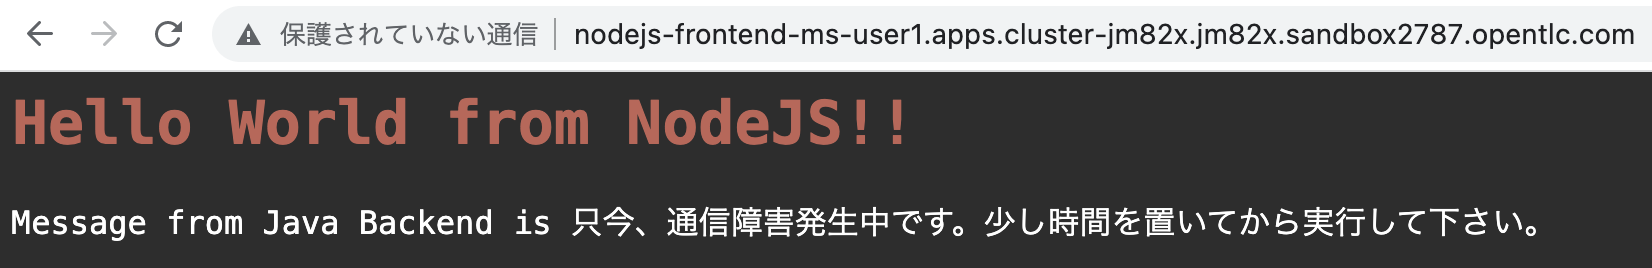 保護されていない通信 nodejs-frontend-ms-user1.apps.cluster-jm82x.jm82x.sandbox2787.opentlc.com
Hello World from NodeJS!!
Message from Java Backend is 只今、通信障害発生中です。少し時間を置いてから実行して下さい。